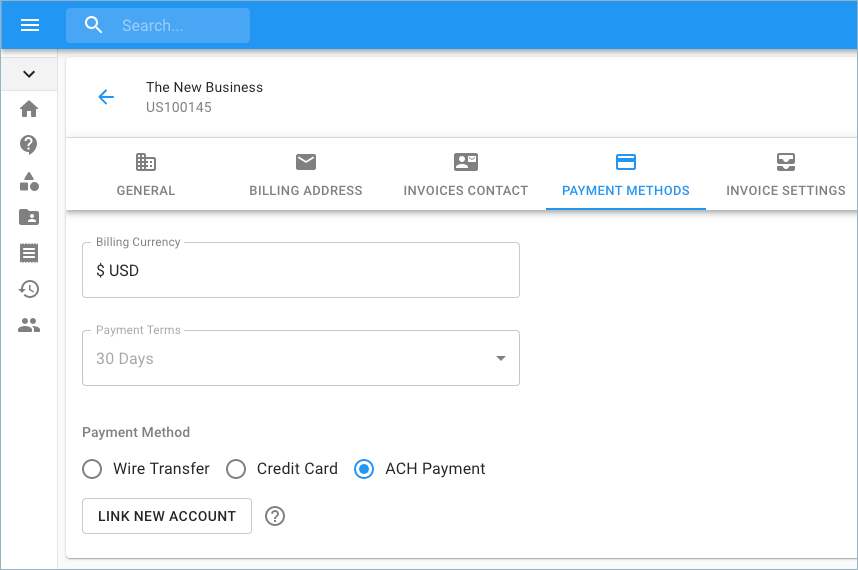 Search...
The New Business
US100145
GENERAL
BILLING ADDRESS
INVOICES CONTACT
PAYMENT METHODS
INVOICE SETTINGS
Billing Currency
$ USD
Payment Terms
30 Days
Payment Method
Wire Transfer
Credit Card
ACH Payment
LINK NEW ACCOUNT